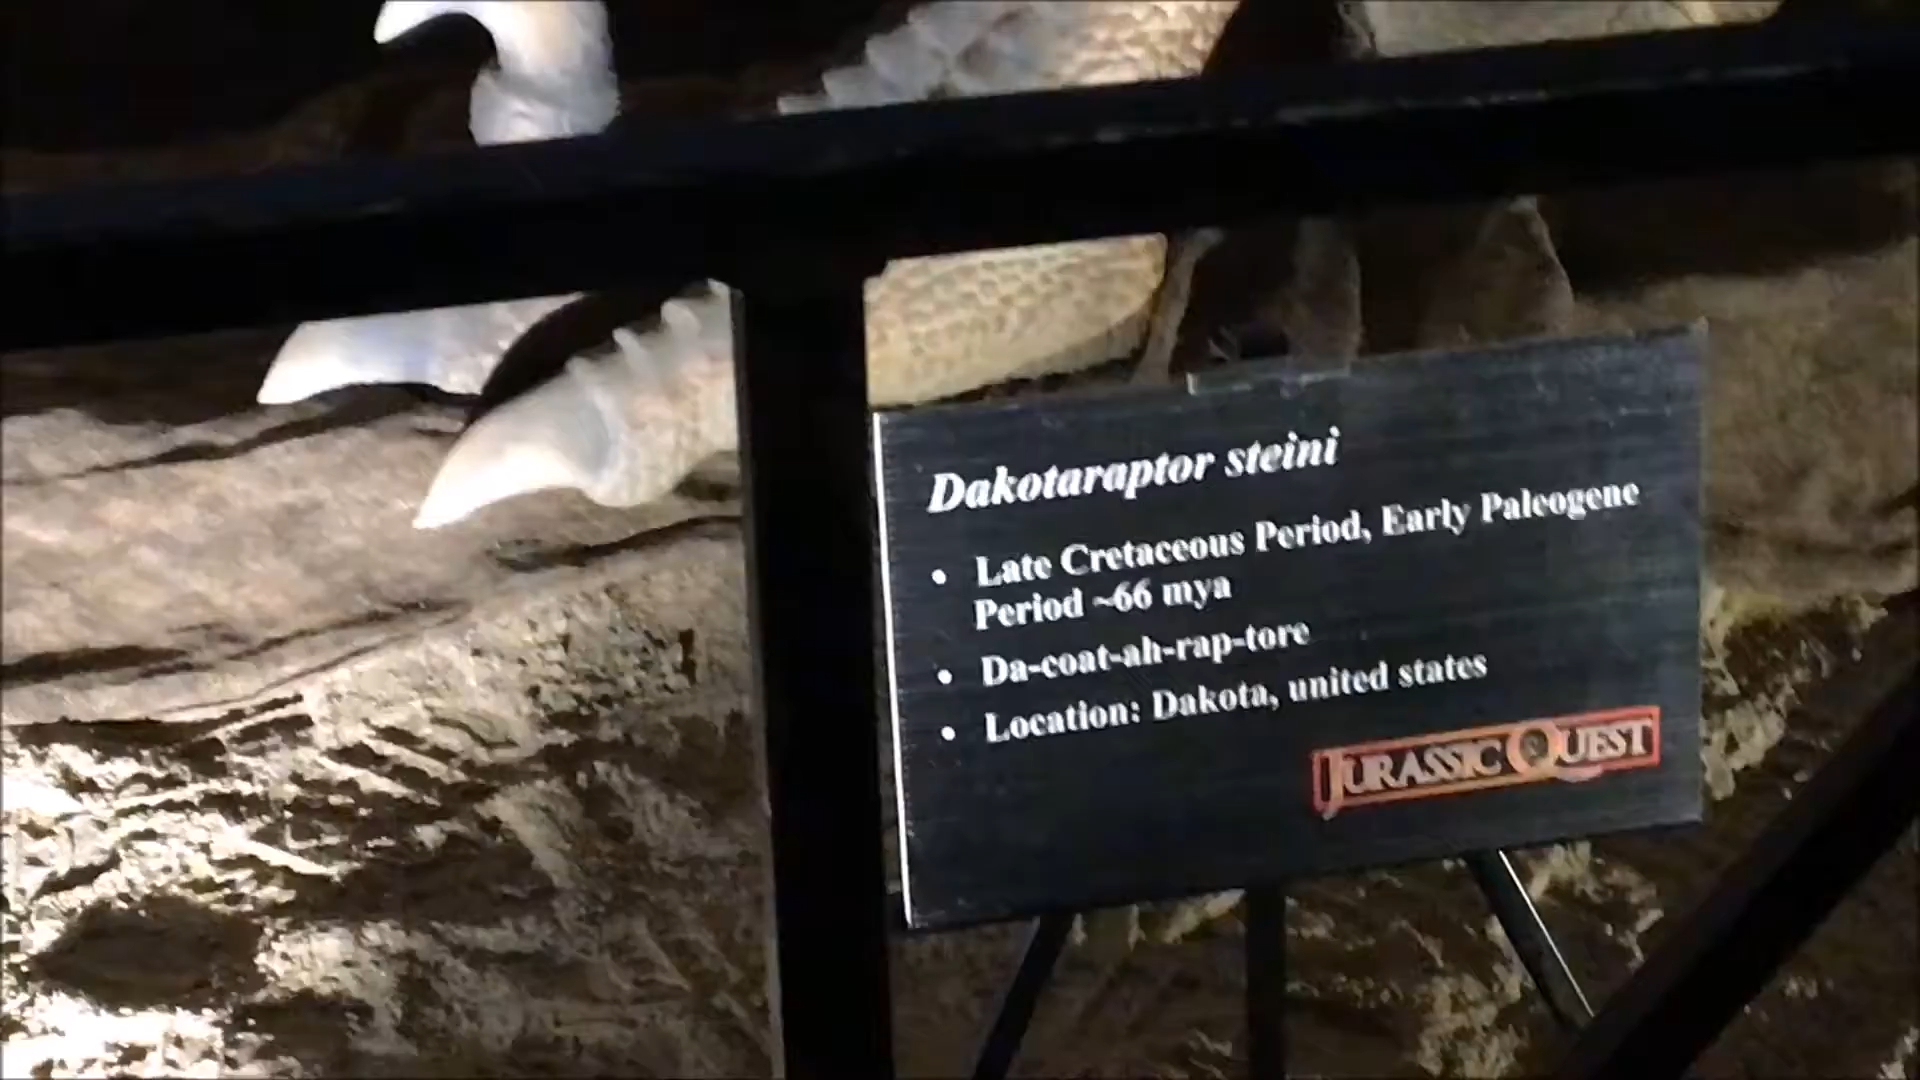 Dakotaraptor steini
• Late Cretaceous Period, Early Paleogene
Period ~66 mya
• Da-coat-ah-rap-tore
• Location: Dakota, united states
JURASSIC QUEST